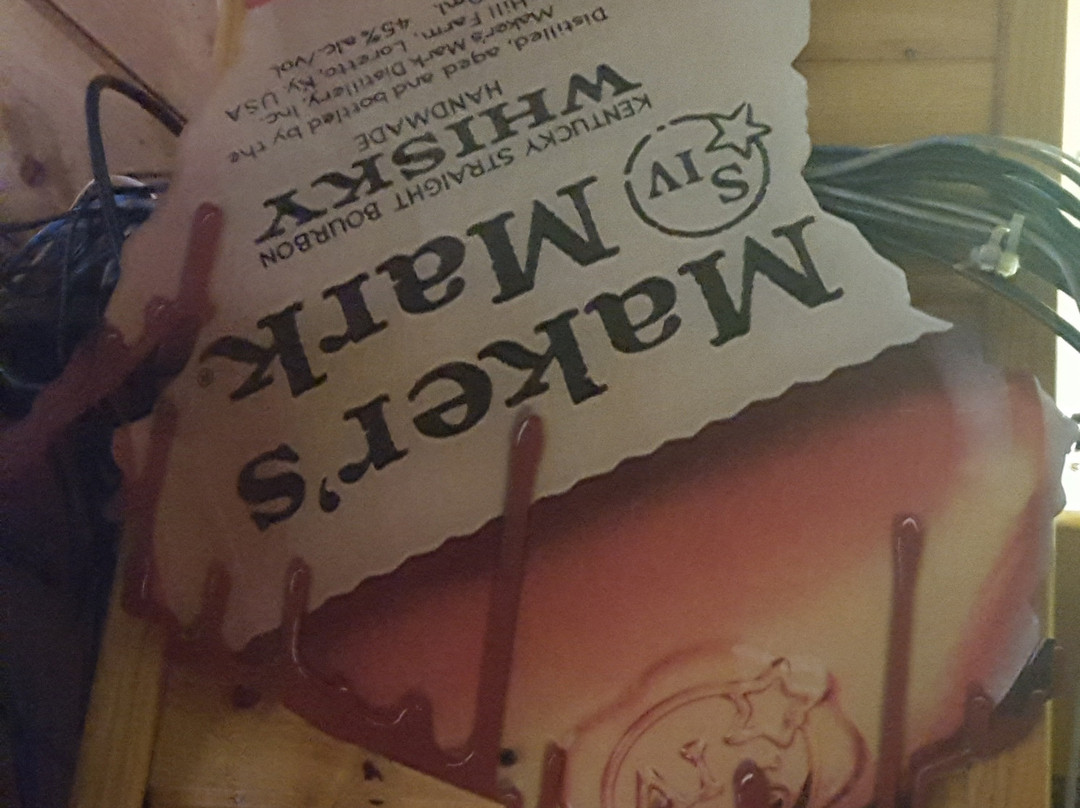 S IV
Maker's
Mark®
KENTUCKY STRAIGHT BOURBON
WHISKY
HANDMADE
Distilled, aged and bottled by the
Maker's Mark Distillery, Inc.
Hill Farm, Loretto, Ky. USA
45% alc./vol.